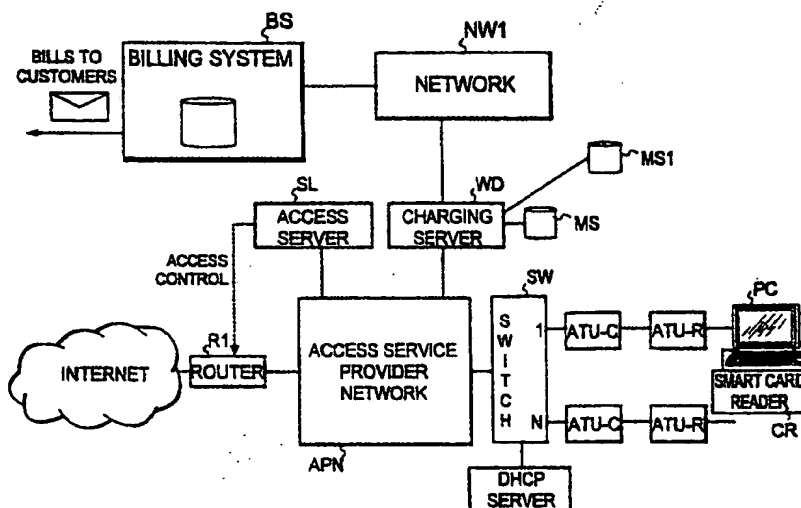 BS
NW1
BILLS TO
CUSTOMERS
BILLING SYSTEM
NETWORK
MS1
SL
WD
ACCESS
SERVER
CHARGING
SERVER
MS
ACCESS
CONTROL
SW
PC
R1
SWITCH
1
ATU-C
ATU-R
INTERNET
ROUTER
ACCESS SERVICE
PROVIDER
NETWORK
SMART CARD
READER
N
ATU-C
ATU-R
CR
APN
DHCP
SERVER